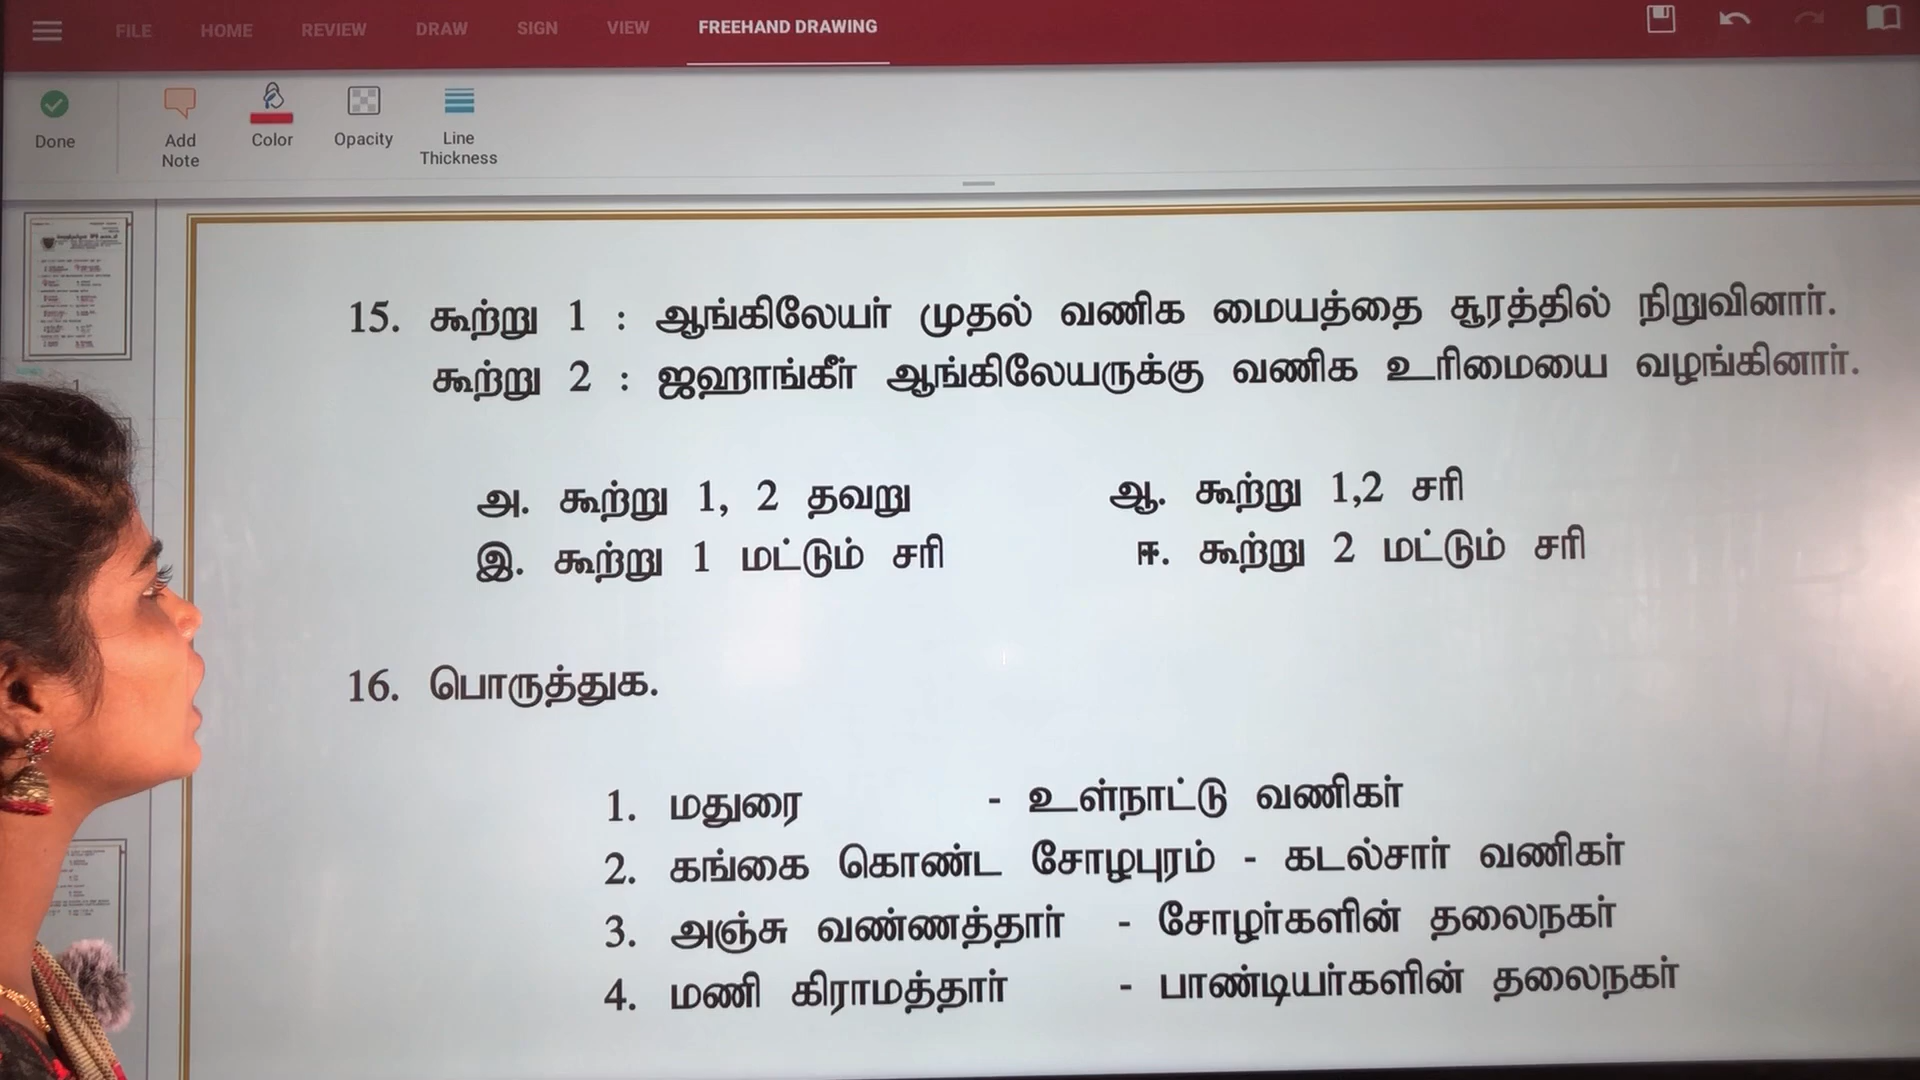 FILE HOME REVIEW DRAW SIGN VIEW FREEHAND DRAWING
Done
Add Note
Color
Opacity
Line Thickness
15. கூற்று 1 : ஆங்கிலேயர் முதல் வணிக மையத்தை சூரத்தில் நிறுவினார்.
கூற்று 2 : ஜஹாங்கீர் ஆங்கிலேயருக்கு வணிக உரிமையை வழங்கினார்.
அ. கூற்று 1, 2 தவறு ஆ. கூற்று 1,2 சரி
இ. கூற்று 1 மட்டும் சரி ஈ. கூற்று 2 மட்டும் சரி
16. பொருத்துக.
1. மதுரை - உள்நாட்டு வணிகர்
2. கங்கை கொண்ட சோழபுரம் - கடல்சார் வணிகர்
3. அஞ்சு வண்ணத்தார் - சோழர்களின் தலைநகர்
4. மணி கிராமத்தார் - பாண்டியர்களின் தலைநகர்